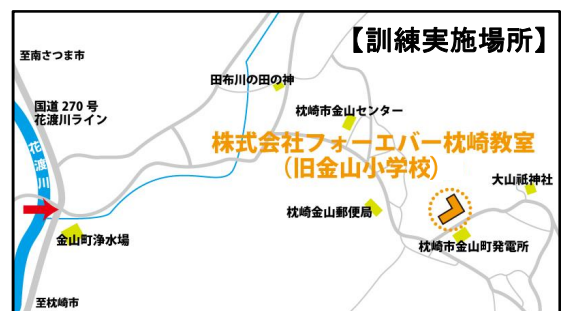 【訓練実施場所】
至南さつま市
田布川の田の神
国道270号
花渡川ライン
枕崎市金山センター
株式会社フォーエバー枕崎教室
(旧金山小学校)
花渡川
大山祇神社
枕崎金山郵便局
金山町浄水場
枕崎市金山町発電所
至枕崎市